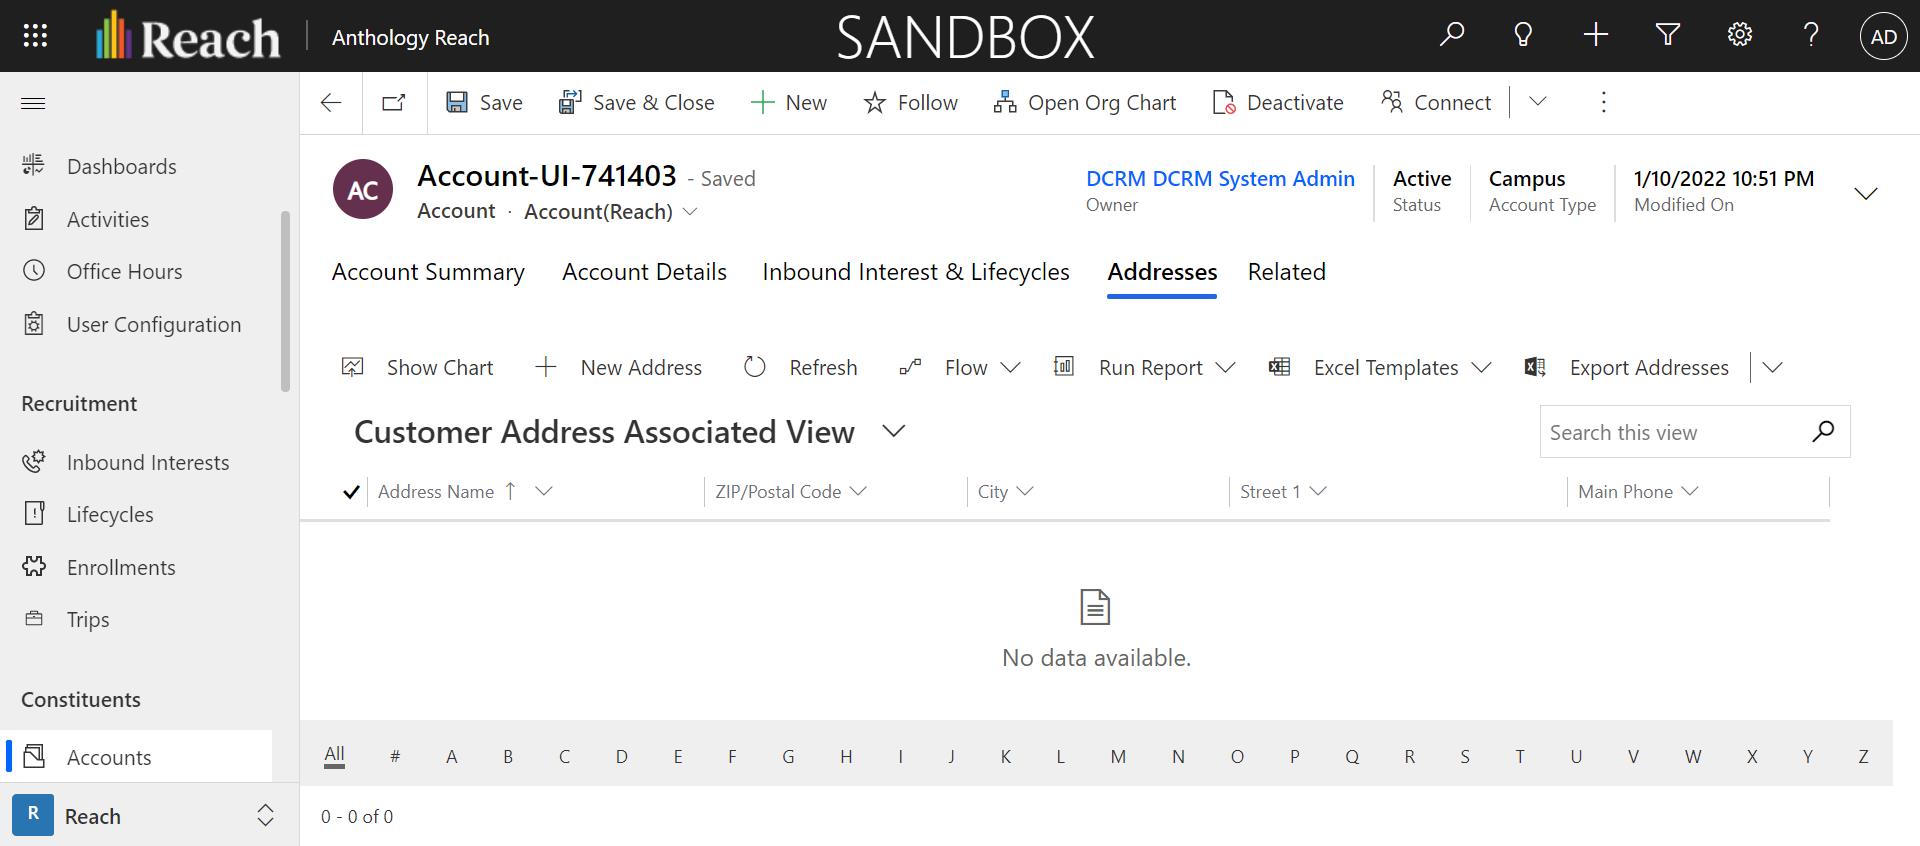 Reach
Anthology Reach
SANDBOX
AD
Save
Save & Close
New
Follow
Open Org Chart
Deactivate
Connect
Dashboards
Activities
Office Hours
User Configuration
Recruitment
Inbound Interests
Lifecycles
Enrollments
Trips
Constituents
Accounts
R
Reach
AC
Account-UI-741403 - Saved
Account · Account(Reach)
DCRM DCRM System Admin
Owner
Active
Status
Campus
Account Type
1/10/2022 10:51 PM
Modified On
Account Summary
Account Details
Inbound Interest & Lifecycles
Addresses
Related
Show Chart
New Address
Refresh
Flow
Run Report
Excel Templates
Export Addresses
Customer Address Associated View
Search this view
Address Name
ZIP/Postal Code
City
Street 1
Main Phone
No data available.
All # A B C D E F G H I J K L M N O P Q R S T U V W X Y Z
0 - 0 of 0